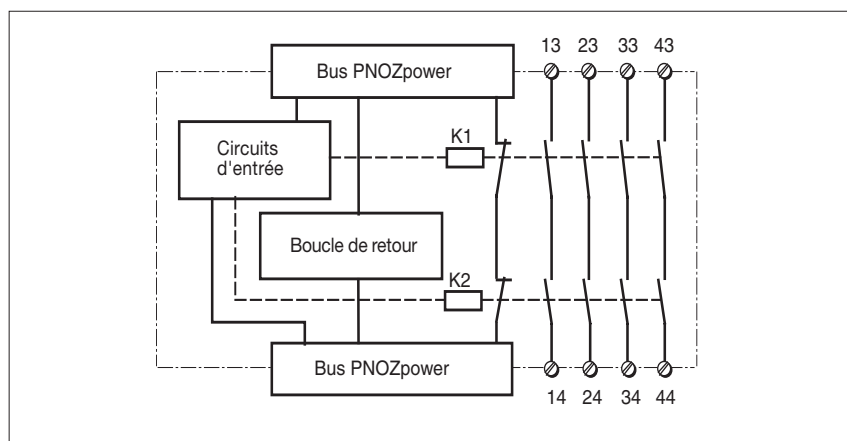 13 23 33 43
Bus PNOZpower
K1
Circuits
d'entrée
Boucle de retour
K2
Bus PNOZpower
14 24 34 44